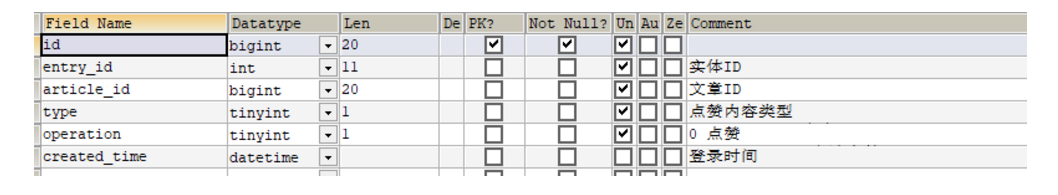 Field Name Datatype Len De PK? Not Null? Un Au Ze Comment
id bigint 20
entry_id int 11 实体ID
article_id bigint 20 文章ID
type tinyint 1 点赞内容类型
operation tinyint 1 0 点赞
created_time datetime 登录时间